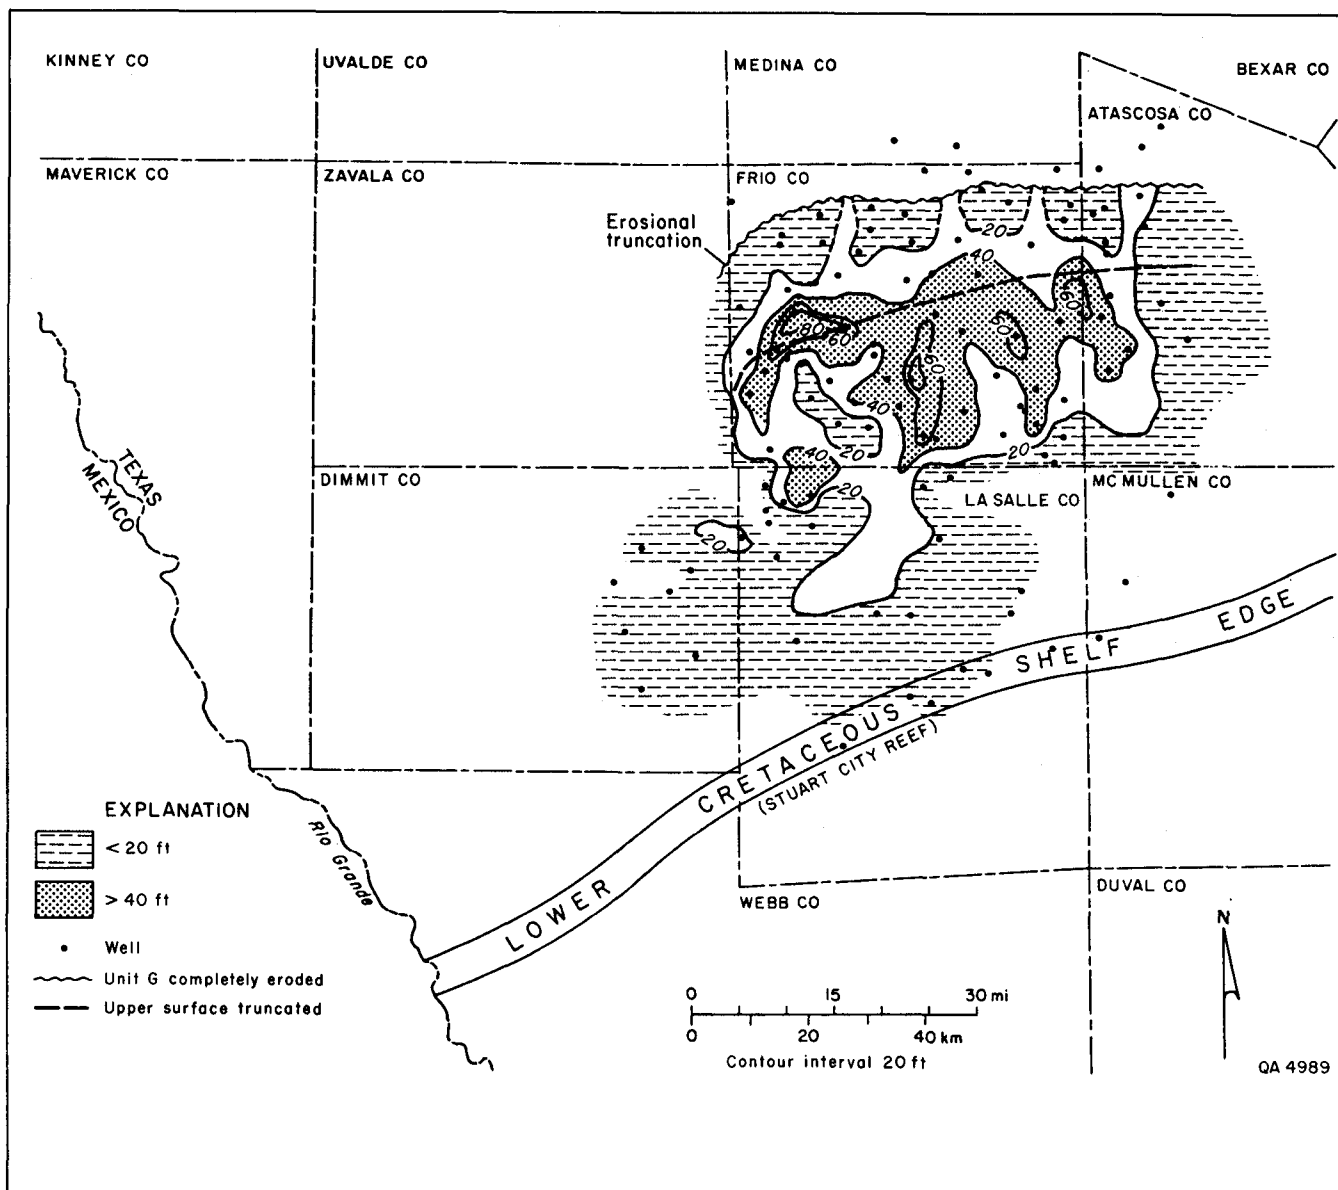 KINNEY CO
UVALDE CO
MEDINA CO
BEXAR CO
ATASCOSA CO
MAVERICK CO
ZAVALA CO
FRIO CO
Erosional
truncation
20
40
60
80
60
60
60
40
20
40
20
20
20
TEXAS
MEXICO
DIMMIT CO
LA SALLE CO
MC MULLEN CO
LOWER CRETACEOUS SHELF EDGE
(STUART CITY REEF)
Rio Grande
WEBB CO
DUVAL CO
EXPLANATION
< 20 ft
> 40 ft
Well
Unit G completely eroded
Upper surface truncated
0 15 30 mi
0 20 40 km
Contour interval 20 ft
N
QA 4989